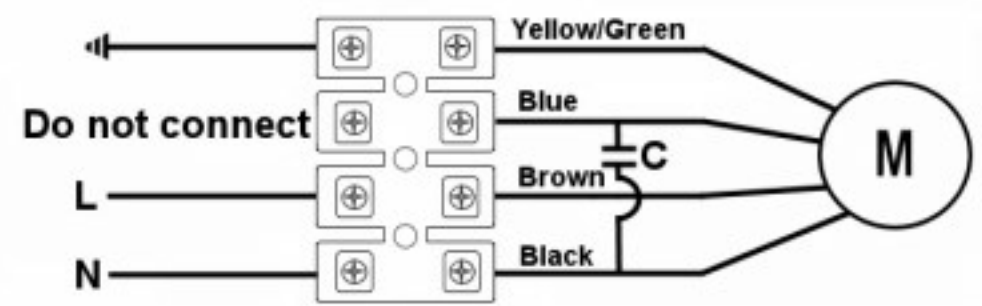 Yellow/Green
Do not connect
Blue
C
M
L
Brown
N
Black